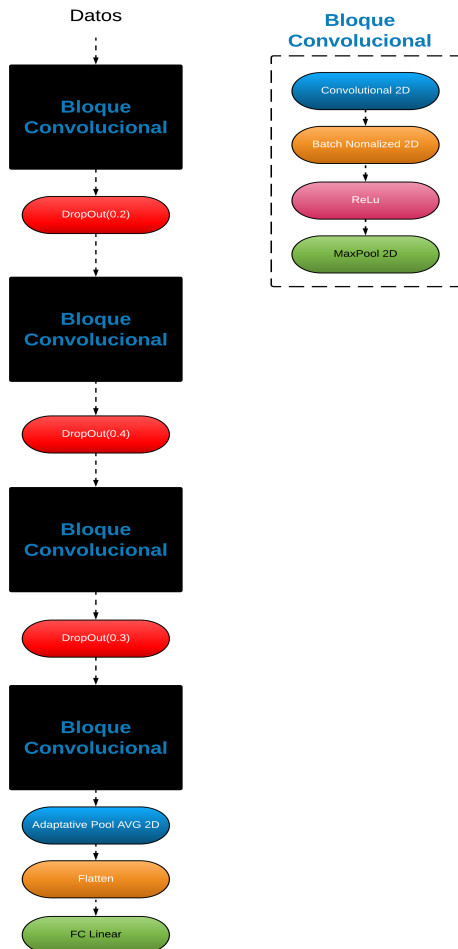 Datos
Bloque
Convolucional
DropOut(0.2)
Bloque
Convolucional
DropOut(0.4)
Bloque
Convolucional
DropOut(0.3)
Bloque
Convolucional
Adaptative Pool AVG 2D
Flatten
FC Linear
Bloque
Convolucional
Convolutional 2D
Batch Nomalized 2D
ReLu
MaxPool 2D